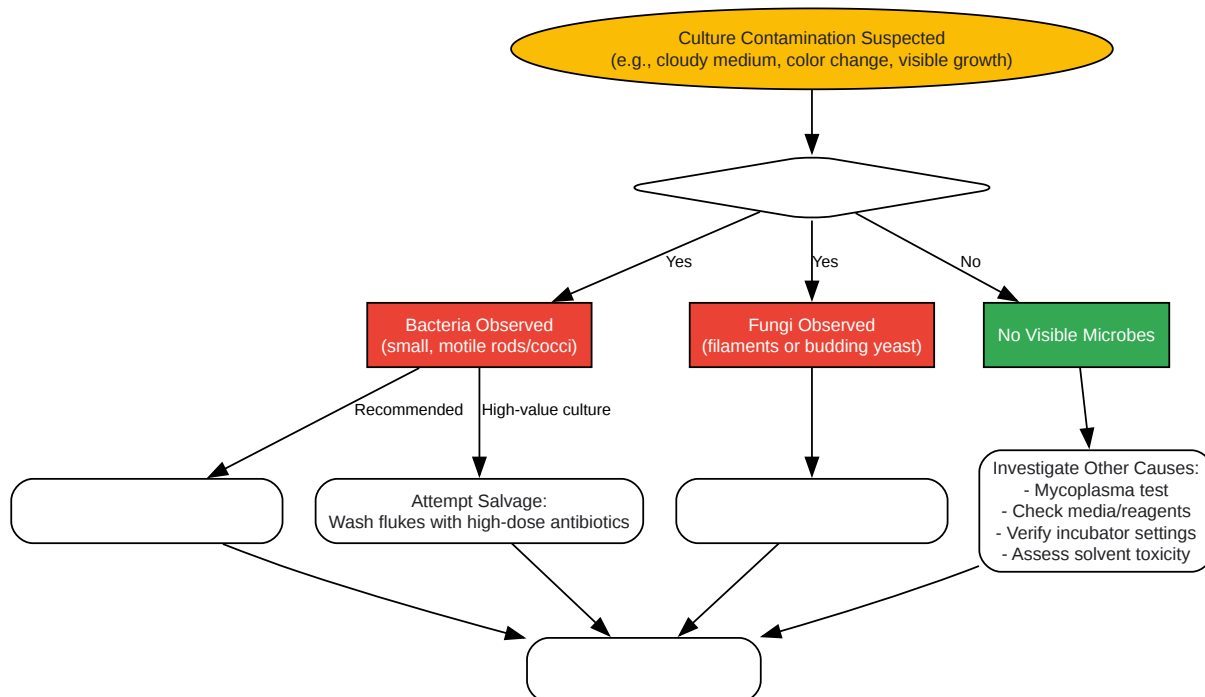 Culture Contamination Suspected
(e.g., cloudy medium, color change, visible growth)
Yes
Yes
No
Bacteria Observed
(small, motile rods/cocci)
Fungi Observed
(filaments or budding yeast)
No Visible Microbes
Recommended
High-value culture
Attempt Salvage:
Wash flukes with high-dose antibiotics
Investigate Other Causes:
- Mycoplasma test
- Check media/reagents
- Verify incubator settings
- Assess solvent toxicity